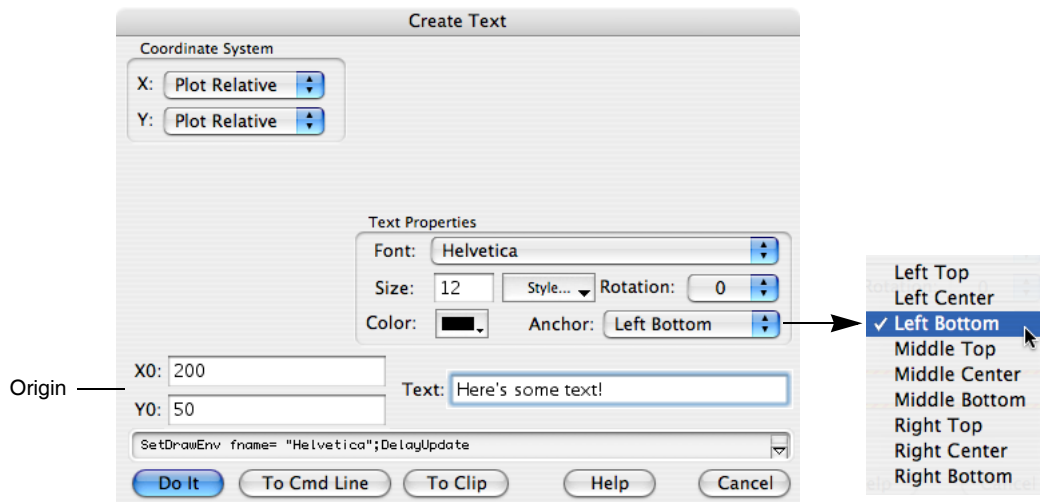 Create Text
Coordinate System
X: Plot Relative
Y: Plot Relative
Text Properties
Font: Helvetica
Size: 12 Style... Rotation: 0
Color: Anchor: Left Bottom
Origin
X0: 200
Y0: 50
Text: Here's some text!
SetDrawEnv fname= "Helvetica";DelayUpdate
Do It To Cmd Line To Clip Help Cancel
Left Top
Left Center
✓ Left Bottom
Middle Top
Middle Center
Middle Bottom
Right Top
Right Center
Right Bottom